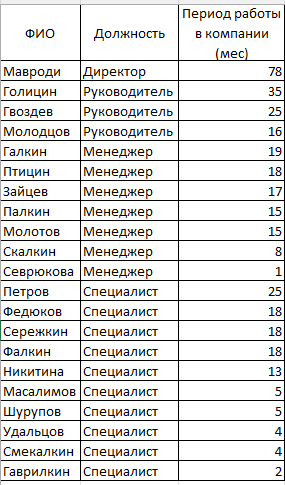 ФИО Должность Период работы в компании (мес)
Мавроди Директор 78
Голицин Руководитель 35
Гвоздев Руководитель 25
Молодцов Руководитель 16
Галкин Менеджер 19
Птицин Менеджер 18
Зайцев Менеджер 17
Палкин Менеджер 15
Молотов Менеджер 15
Скалкин Менеджер 8
Севрюкова Менеджер 1
Петров Специалист 25
Федюков Специалист 18
Сережкин Специалист 18
Фалкин Специалист 18
Никитина Специалист 13
Масалимов Специалист 5
Шурупов Специалист 5
Удальцов Специалист 4
Смекалкин Специалист 4
Гаврилкин Специалист 2